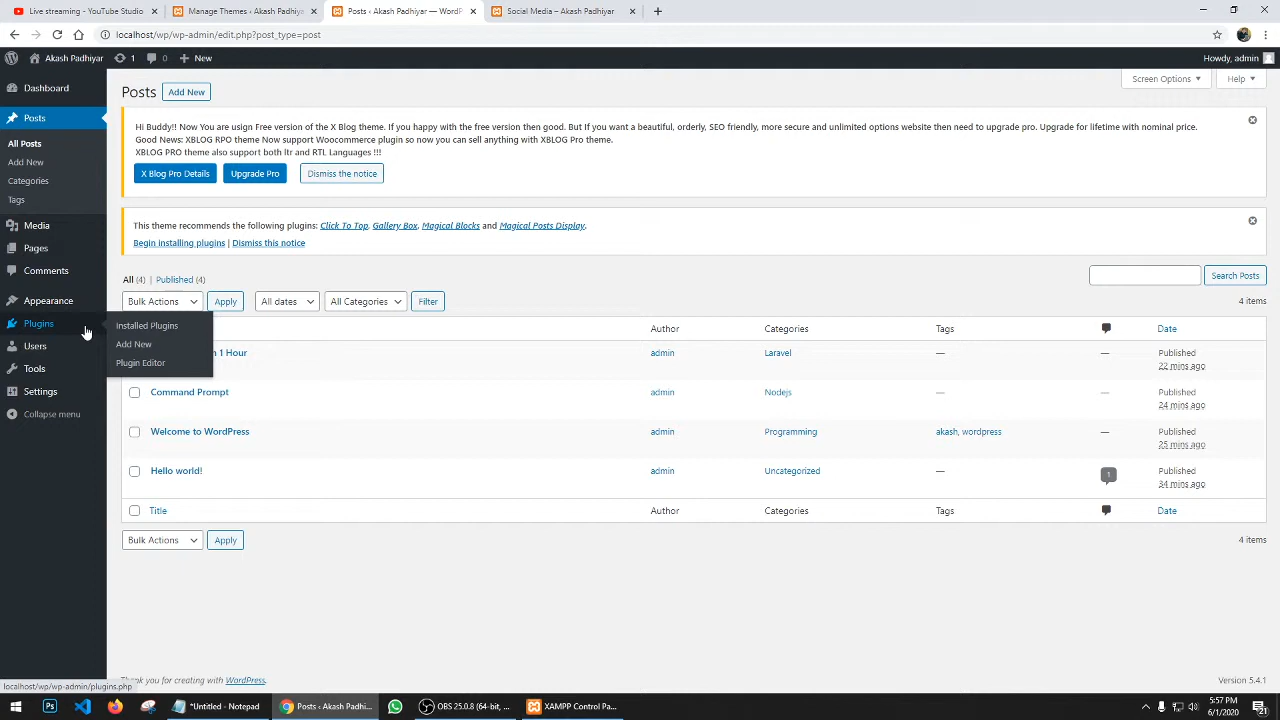 Live streaming - YouTube Studio
Manage Themes ‹ Akash Padhiyar
Posts ‹ Akash Padhiyar — WordP
Social Media – Akash Padhiyar
localhost/wp/wp-admin/edit.php?post_type=post
Akash Padhiyar
1
0
New
Howdy, admin
Dashboard
Posts
All Posts
Add New
Categories
Tags
Media
Pages
Comments
Appearance
Plugins
Users
Tools
Settings
Collapse menu
Installed Plugins
Add New
Plugin Editor
Screen Options
Help
Posts
Add New
Hi Buddy!! Now You are usign Free version of the X Blog theme. If you happy with the free version then good. But If you want a beautiful, orderly, SEO friendly, more secure and unlimited options website then need to upgrade pro. Upgrade for lifetime with nominal price.
Good News: XBLOG RPO theme Now support Woocommerce plugin so now you can sell anything with XBLOG Pro theme.
XBLOG PRO theme also support both ltr and RTL Languages !!!
X Blog Pro Details
Upgrade Pro
Dismiss the notice
This theme recommends the following plugins: Click To Top, Gallery Box, Magical Blocks and Magical Posts Display.
Begin installing plugins | Dismiss this notice
All (4) | Published (4)
Search Posts
Bulk Actions
Apply
All dates
All Categories
Filter
4 items
Author
Categories
Tags
Date
n 1 Hour
admin
Laravel
—
—
Published
22 mins ago
Command Prompt
admin
Nodejs
—
—
Published
24 mins ago
Welcome to WordPress
admin
Programming
akash, wordpress
—
Published
25 mins ago
Hello world!
admin
Uncategorized
—
1
Published
34 mins ago
Title
Author
Categories
Tags
Date
Bulk Actions
Apply
4 items
localhost/wp/wp-admin/plugins.php
hank you for creating with WordPress.
Version 5.4.1
*Untitled - Notepad
Posts ‹ Akash Padhi...
OBS 25.0.8 (64-bit, ...
XAMPP Control Pa...
5:57 PM
6/1/2020
21